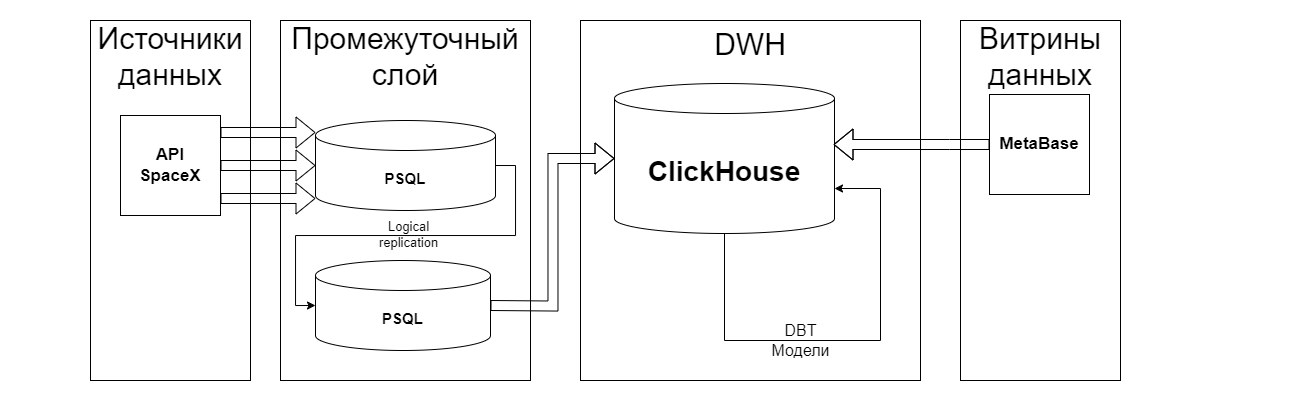 Источники
данных
API
SpaceX
Промежуточный
слой
PSQL
Logical
replication
PSQL
DWH
ClickHouse
DBT
Модели
Витрины
данных
MetaBase